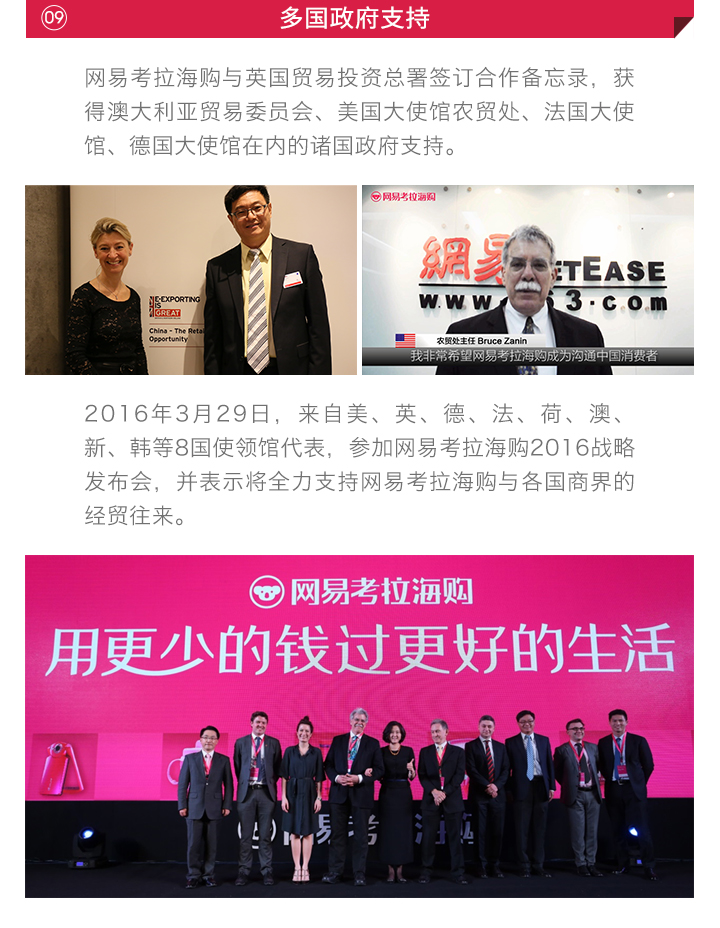 09
多国政府支持
网易考拉海购与英国贸易投资总署签订合作备忘录，获
得澳大利亚贸易委员会、美国大使馆农贸处、法国大使
馆、德国大使馆在内的诸国政府支持。
E-EXPORTING
IS
GREAT
China – The Retail
Opportunity
网易考拉海购
網易 ETEASE
www. 63.com
农贸处主任 Bruce Zanin
我非常希望网易考拉海购成为沟通中国消费者
2016年3月29日，来自美、英、德、法、荷、澳、
新、韩等8国使领馆代表，参加网易考拉海购2016战略
发布会，并表示将全力支持网易考拉海购与各国商界的
经贸往来。
网易考拉海购
用更少的钱过更好的生活
网易考 海购